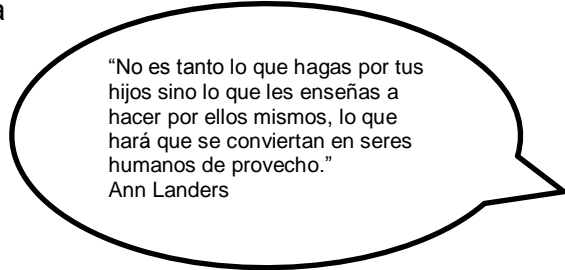 a
“No es tanto lo que hagas por tus
hijos sino lo que les enseñas a
hacer por ellos mismos, lo que
hará que se conviertan en seres
humanos de provecho.”
Ann Landers